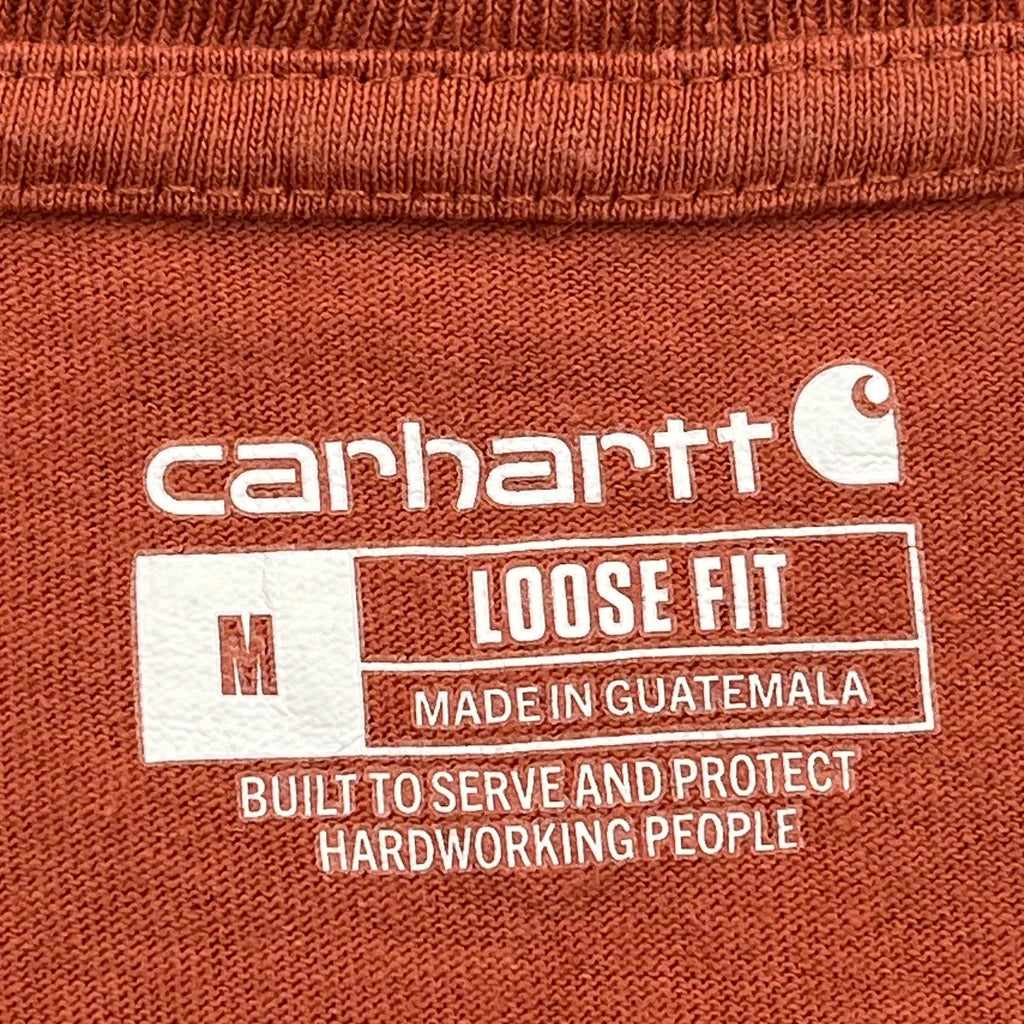 carhartt
M
LOOSE FIT
MADE IN GUATEMALA
BUILT TO SERVE AND PROTECT
HARDWORKING PEOPLE